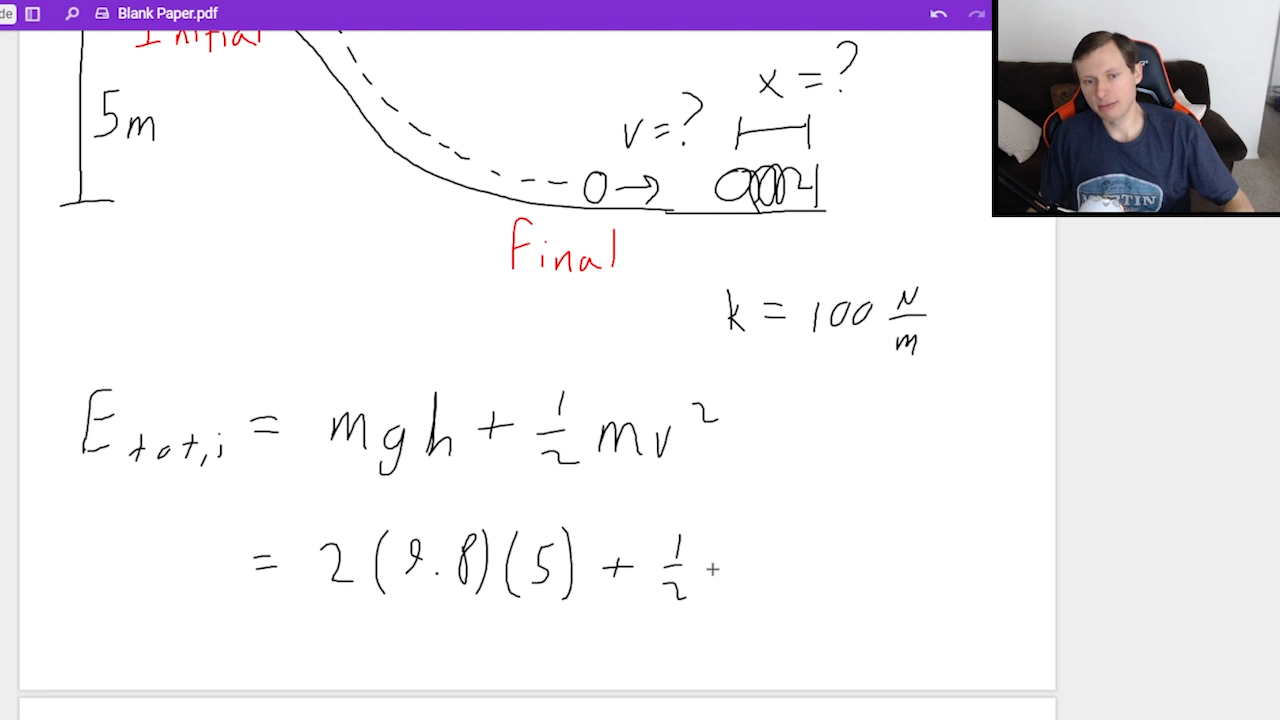 Blank Paper.pdf
Initial
5m
x = ?
v = ?
Final
k = 100 N/m
E tot,i = mgh + 1/2 mv²
= 2(9.8)(5) + 1/2